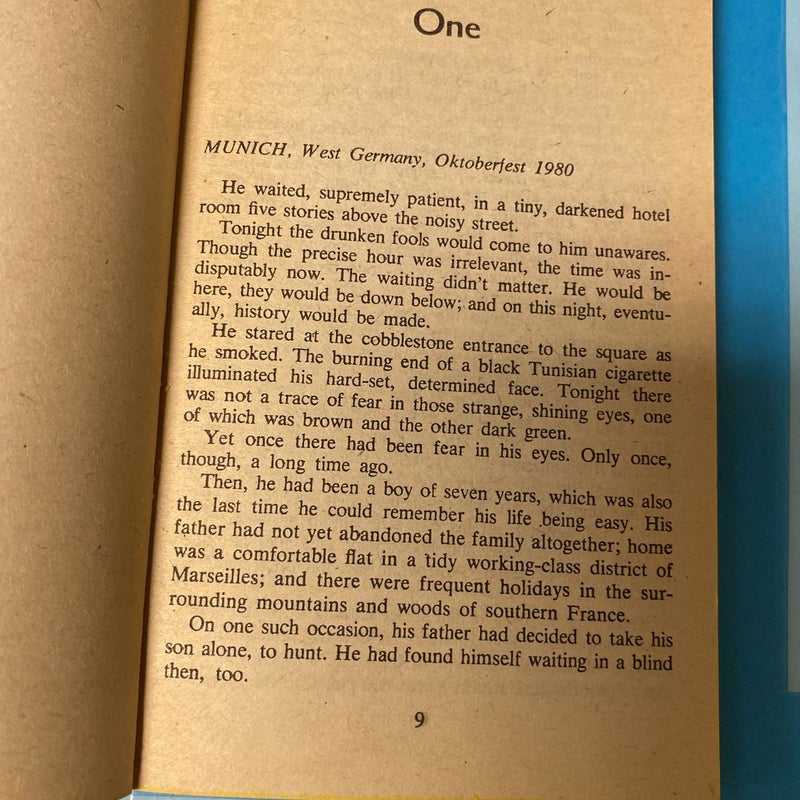 One
MUNICH, West Germany, Oktoberfest 1980
He waited, supremely patient, in a tiny, darkened hotel
room five stories above the noisy street.
Tonight the drunken fools would come to him unawares.
Though the precise hour was irrelevant, the time was in-
disputably now. The waiting didn't matter. He would be
here, they would be down below; and on this night, eventu-
ally, history would be made.
He stared at the cobblestone entrance to the square as
he smoked. The burning end of a black Tunisian cigarette
illuminated his hard-set, determined face. Tonight there
was not a trace of fear in those strange, shining eyes, one
of which was brown and the other dark green.
Yet once there had been fear in his eyes. Only once,
though, a long time ago.
Then, he had been a boy of seven years, which was also
the last time he could remember his life being easy. His
father had not yet abandoned the family altogether; home
was a comfortable flat in a tidy working-class district of
Marseilles; and there were frequent holidays in the sur-
rounding mountains and woods of southern France.
On one such occasion, his father had decided to take his
son alone, to hunt. He had found himself waiting in a blind
then, too.
9